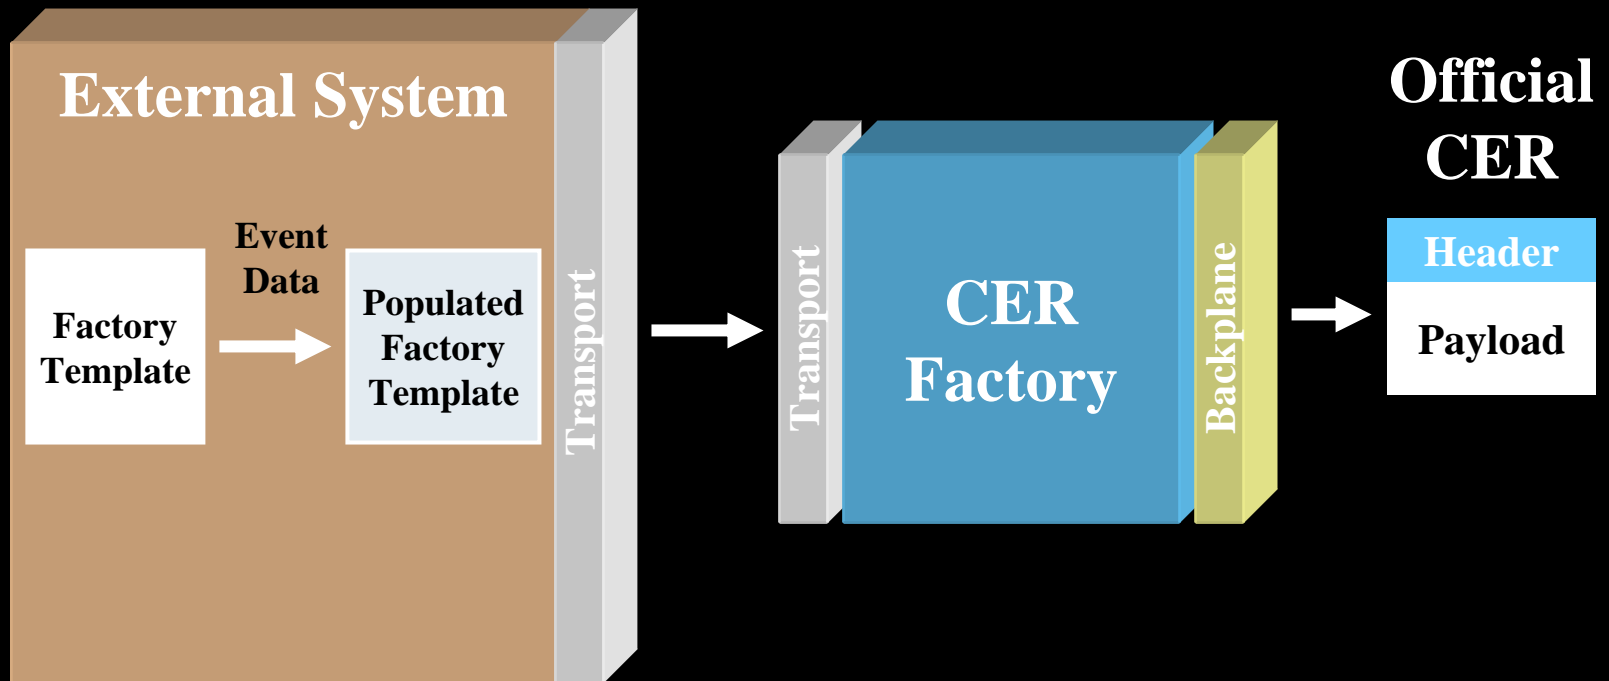 External System
Factory
Template
Event
Data
Populated
Factory
Template
Transport
Transport
CER
Factory
Backplane
Official
CER
Header
Payload